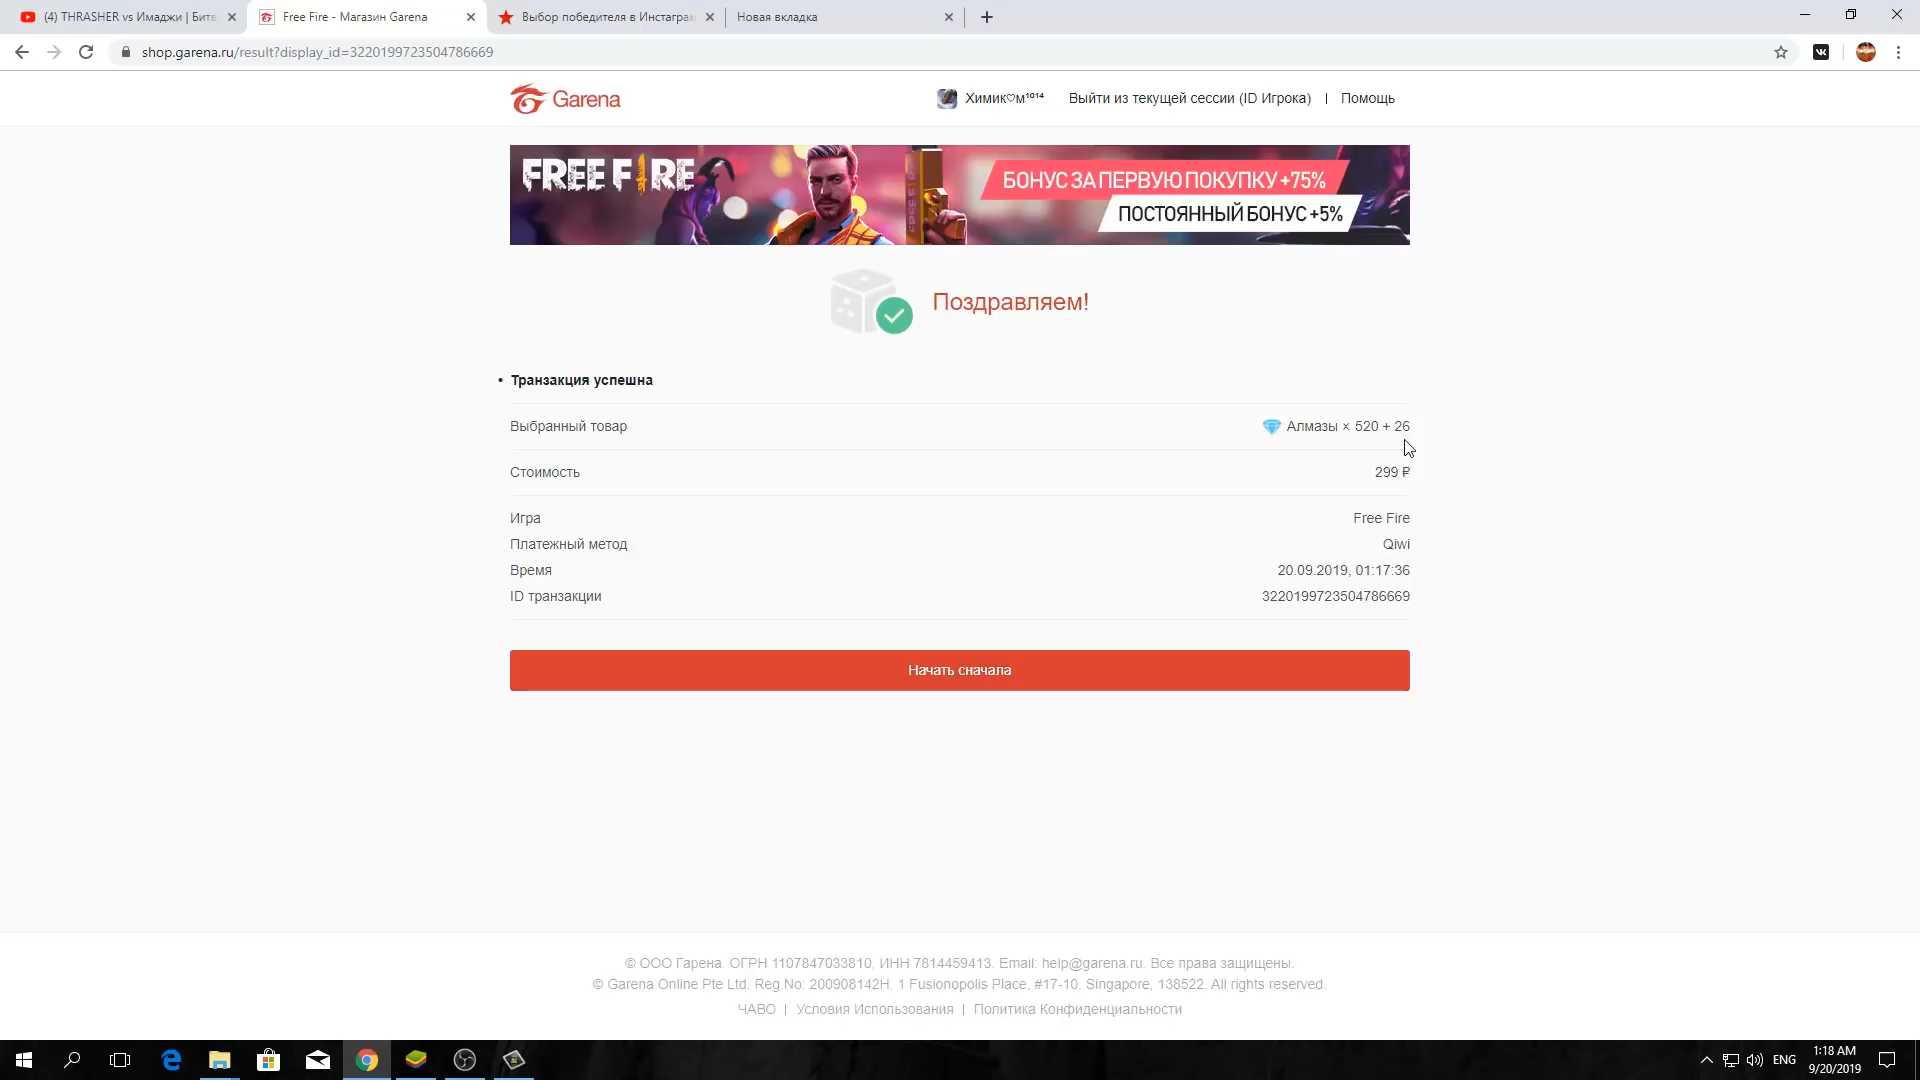 (4) THRASHER vs Имаджи | Битв
Free Fire - Магазин Garena
Выбор победителя в Инстаграм
Новая вкладка
shop.garena.ru/result?display_id=3220199723504786669
Garena
Химик♡м¹⁰¹⁴
Выйти из текущей сессии (ID Игрока) | Помощь
FREE FIRE
БОНУС ЗА ПЕРВУЮ ПОКУПКУ +75%
ПОСТОЯННЫЙ БОНУС +5%
Поздравляем!
• Транзакция успешна
Выбранный товар Алмазы × 520 + 26
Стоимость 299 ₽
Игра Free Fire
Платежный метод Qiwi
Время 20.09.2019, 01:17:36
ID транзакции 3220199723504786669
Начать сначала
© ООО Гарена. ОГРН 1107847033810, ИНН 7814459413. Email: help@garena.ru. Все права защищены.
© Garena Online Pte Ltd. Reg.No: 200908142H. 1 Fusionopolis Place, #17-10, Singapore, 138522. All rights reserved.
ЧАВО | Условия Использования | Политика Конфиденциальности
ENG
1:18 AM
9/20/2019